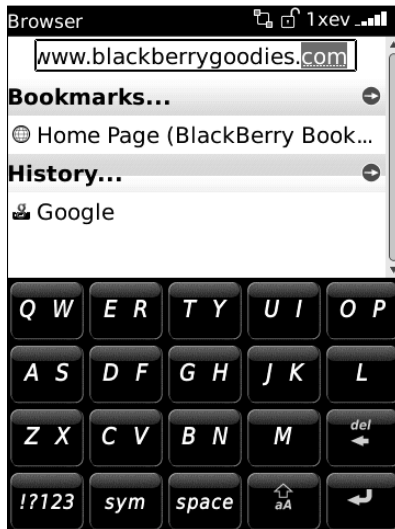 Browser 1xev
www.blackberrygoodies.com
Bookmarks...
Home Page (BlackBerry Book...
History...
Google
Q W E R T Y U I O P
A S D F G H J K L
Z X C V B N M del
!?123 sym space aA